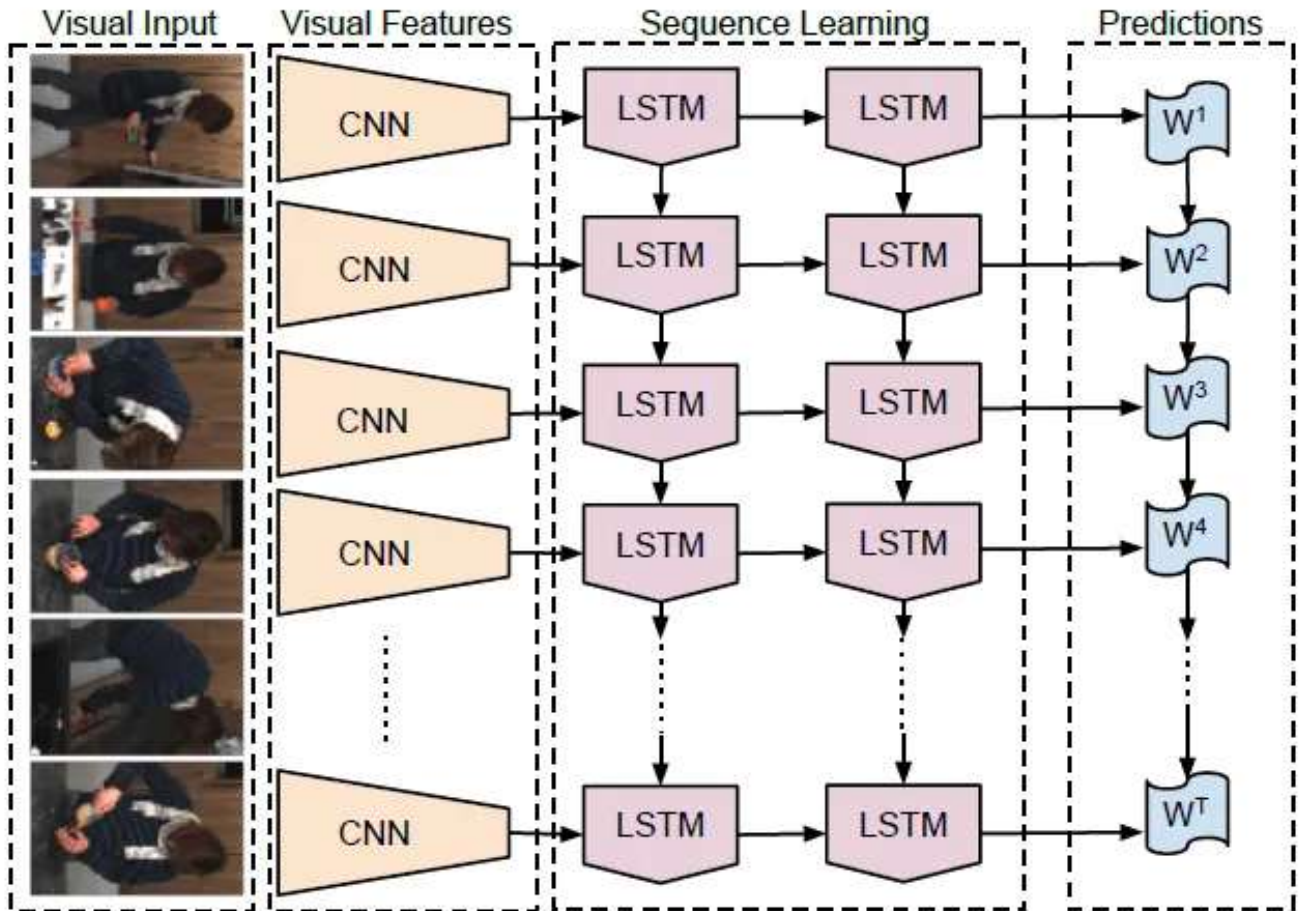 Visual Input Visual Features Sequence Learning Predictions
CNN LSTM LSTM W¹
CNN LSTM LSTM W²
CNN LSTM LSTM W³
CNN LSTM LSTM W⁴
CNN LSTM LSTM Wᵀ